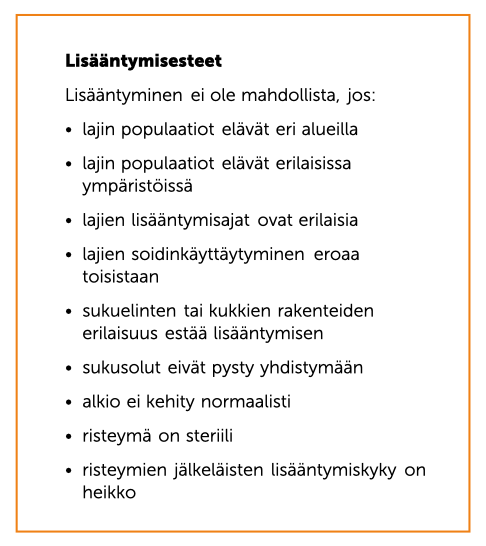 Lisääntymisesteet
Lisääntyminen ei ole mahdollista, jos:
• lajin populaatiot elävät eri alueilla
• lajin populaatiot elävät erilaisissa
ympäristöissä
• lajien lisääntymisajat ovat erilaisia
• lajien soidinkäyttäytyminen eroaa
toisistaan
• sukuelinten tai kukkien rakenteiden
erilaisuus estää lisääntymisen
• sukusolut eivät pysty yhdistymään
• alkio ei kehity normaalisti
• risteymä on steriili
• risteymien jälkeläisten lisääntymiskyky on
heikko